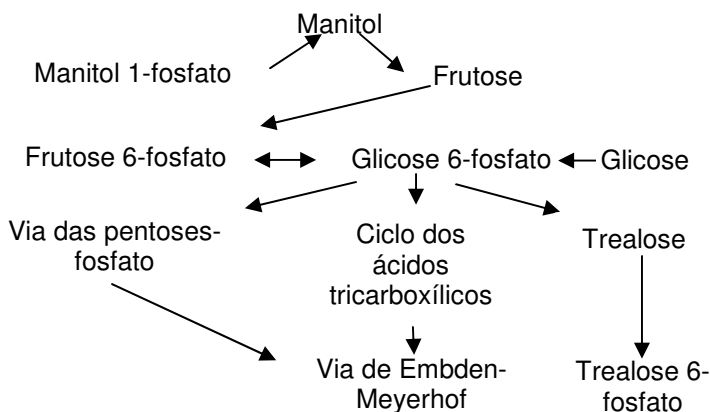 Manitol
Manitol 1-fosfato
Frutose
Frutose 6-fosfato
Glicose 6-fosfato
Glicose
Via das pentoses-
fosfato
Ciclo dos
ácidos
tricarboxílicos
Trealose
Via de Embden-
Meyerhof
Trealose 6-
fosfato